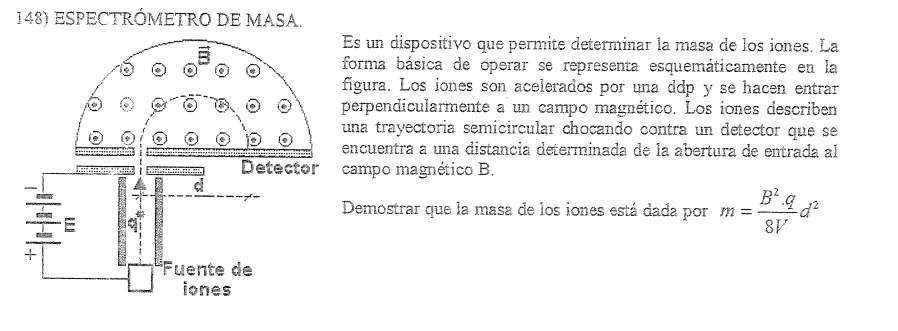 148) ESPECTRÓMETRO DE MASA.
Es un dispositivo que permite determinar la masa de los iones. La
forma básica de operar se representa esquemáticamente en la
figura. Los iones son acelerados por una ddp y se hacen entrar
perpendicularmente a un campo magnético. Los iones describen
una trayectoria semicircular chocando contra un detector que se
encuentra a una distancia determinada de la abertura de entrada al
campo magnético B.
Demostrar que la masa de los iones está dada por m = B².q / 8V d²
B
Detector
d
−
E
+
q
Fuente de
iones